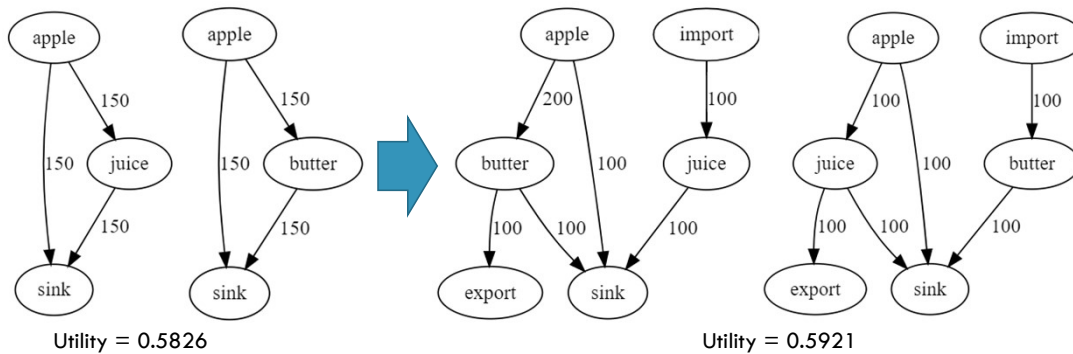 apple
apple
apple
import
apple
import
150
150
200
100
100
100
150
juice
150
butter
butter
100
juice
juice
100
butter
150
150
100
100
100
100
100
100
sink
sink
export
sink
export
sink
Utility = 0.5826
Utility = 0.5921